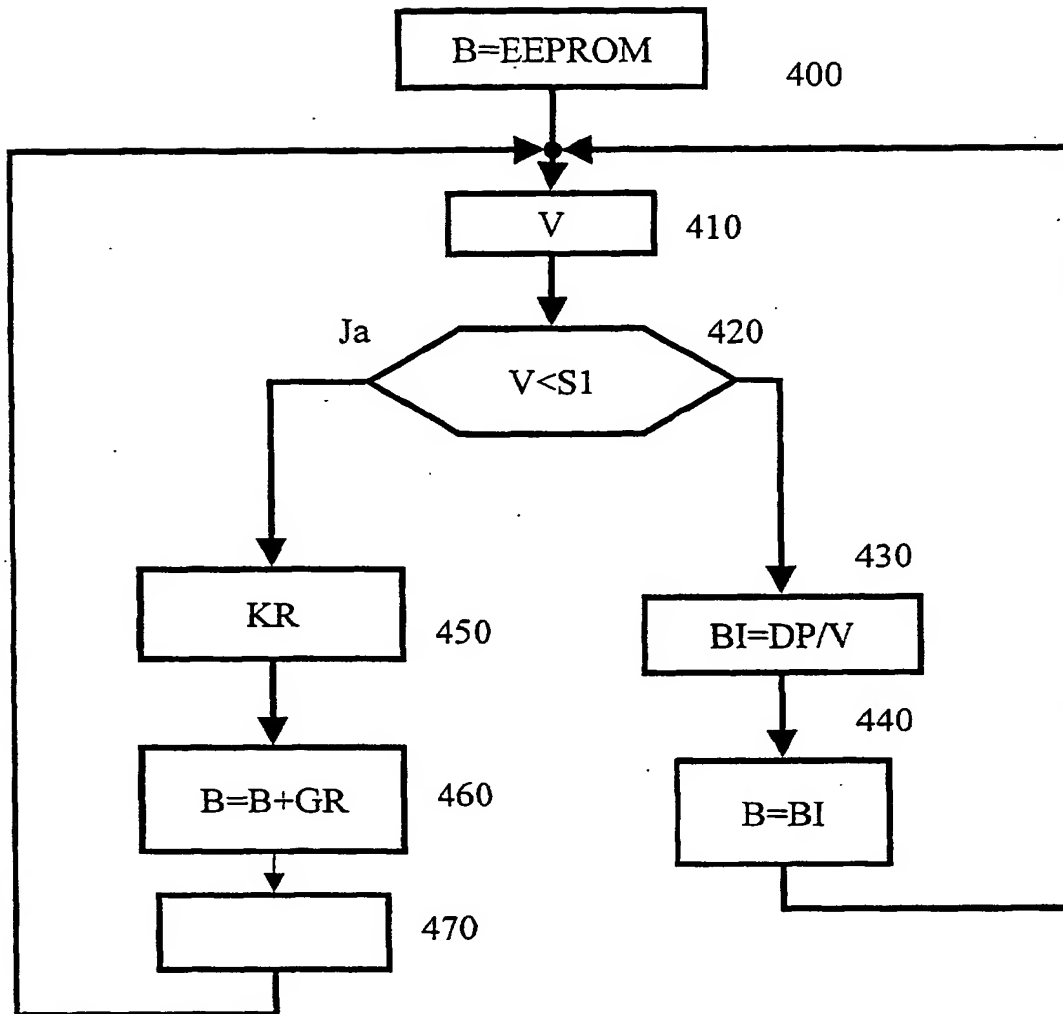 B=EEPROM
400
V
410
Ja
420
V<S1
430
KR
450
BI=DP/V
440
B=B+GR
460
B=BI
470